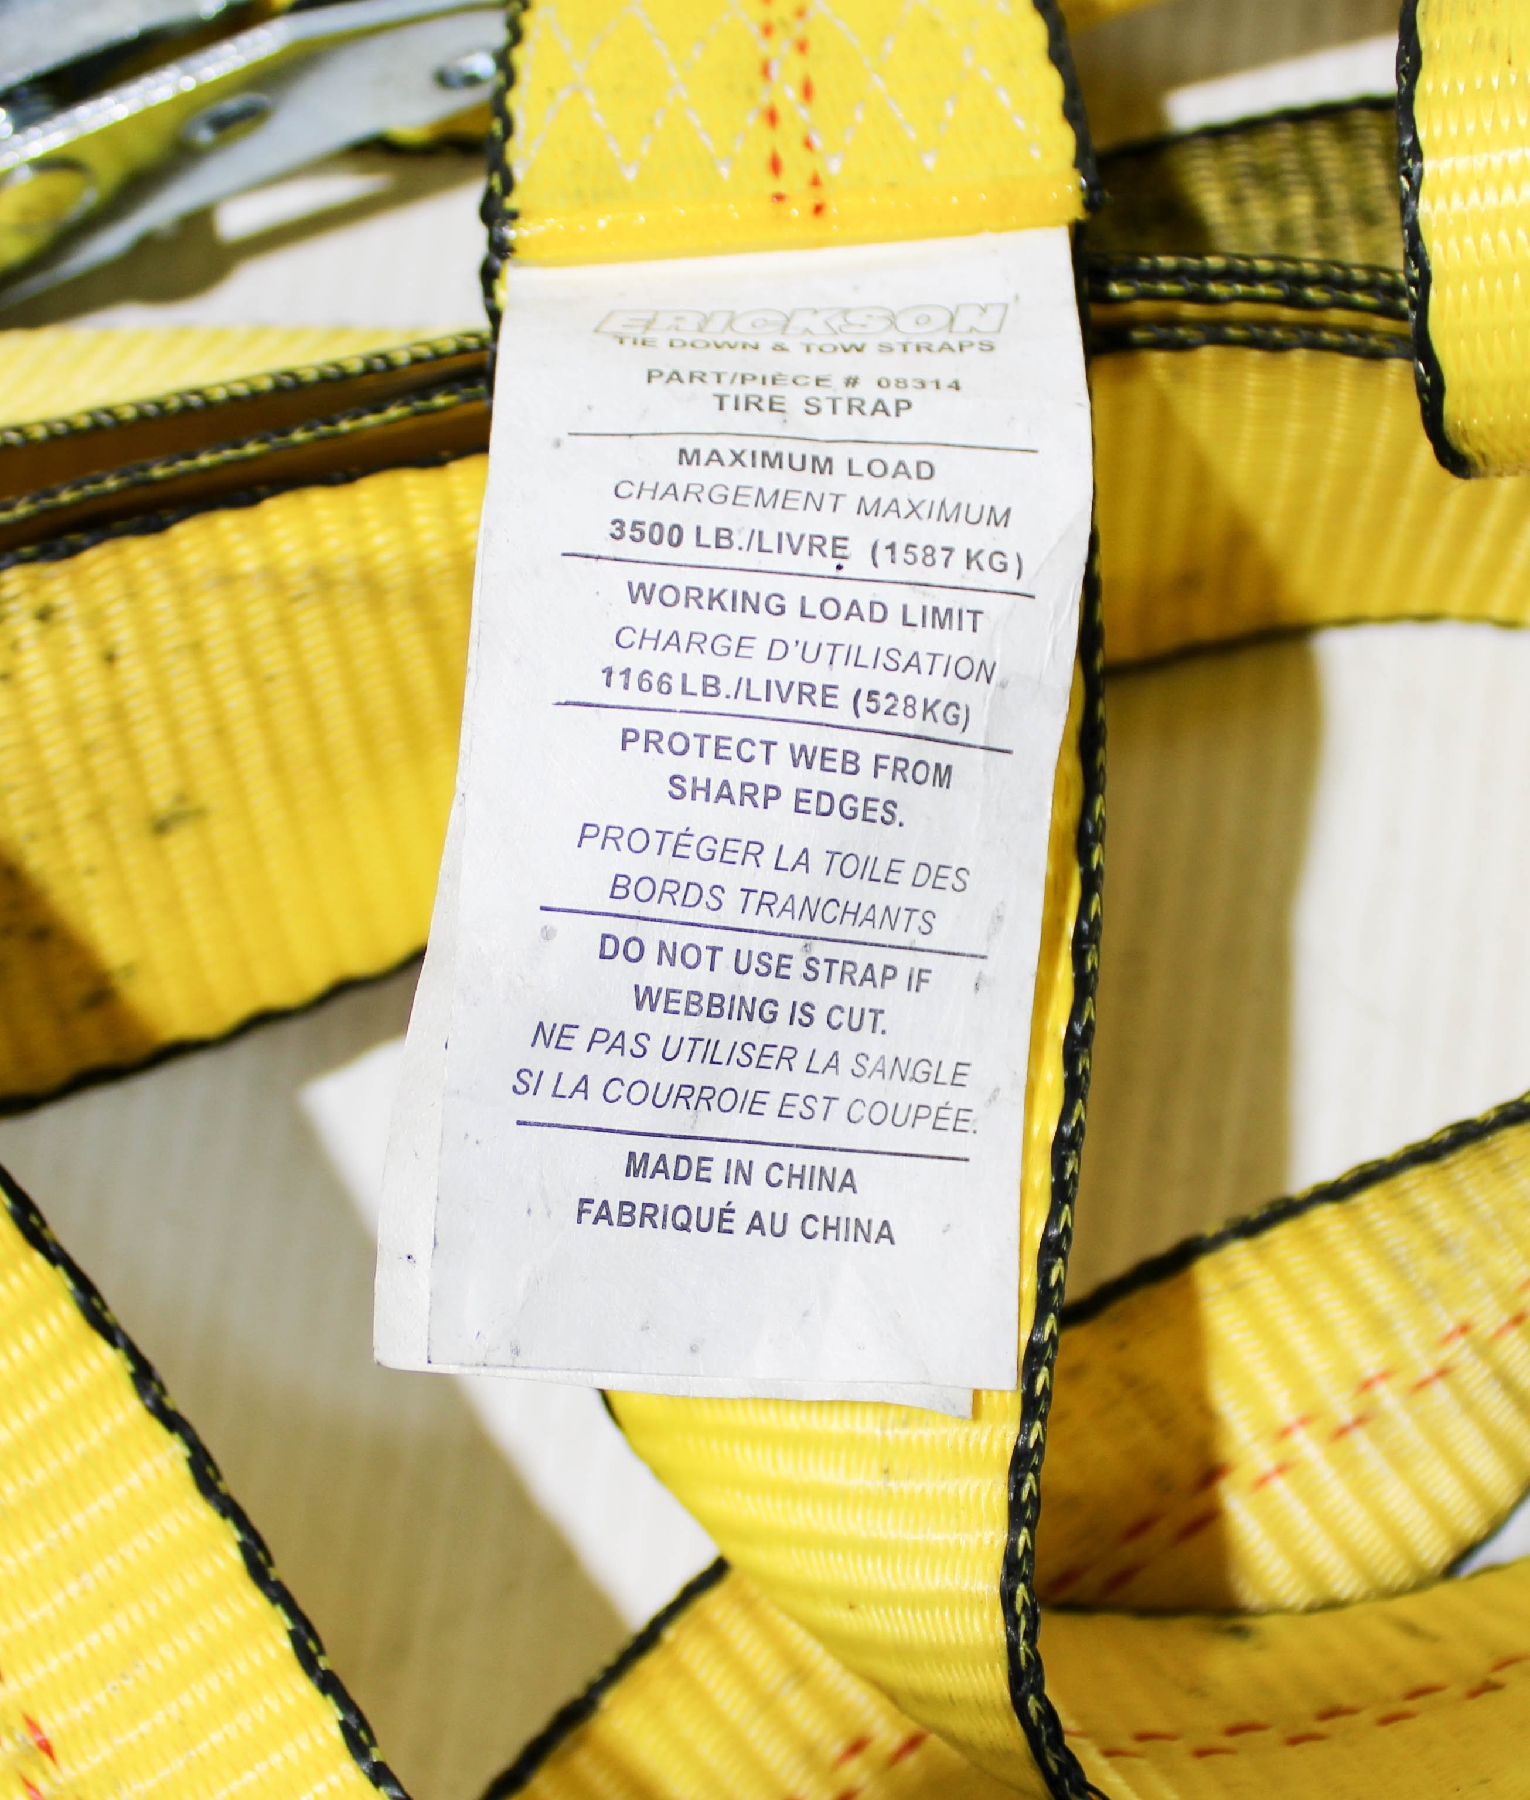 ERICKSON
TIE DOWN & TOW STRAPS
PART/PIÈCE # 08314
TIRE STRAP
MAXIMUM LOAD
CHARGEMENT MAXIMUM
3500 LB./LIVRE (1587 KG)
WORKING LOAD LIMIT
CHARGE D'UTILISATION
1166 LB./LIVRE (528KG)
PROTECT WEB FROM
SHARP EDGES.
PROTÉGER LA TOILE DES
BORDS TRANCHANTS
DO NOT USE STRAP IF
WEBBING IS CUT.
NE PAS UTILISER LA SANGLE
SI LA COURROIE EST COUPÉE.
MADE IN CHINA
FABRIQUÉ AU CHINA